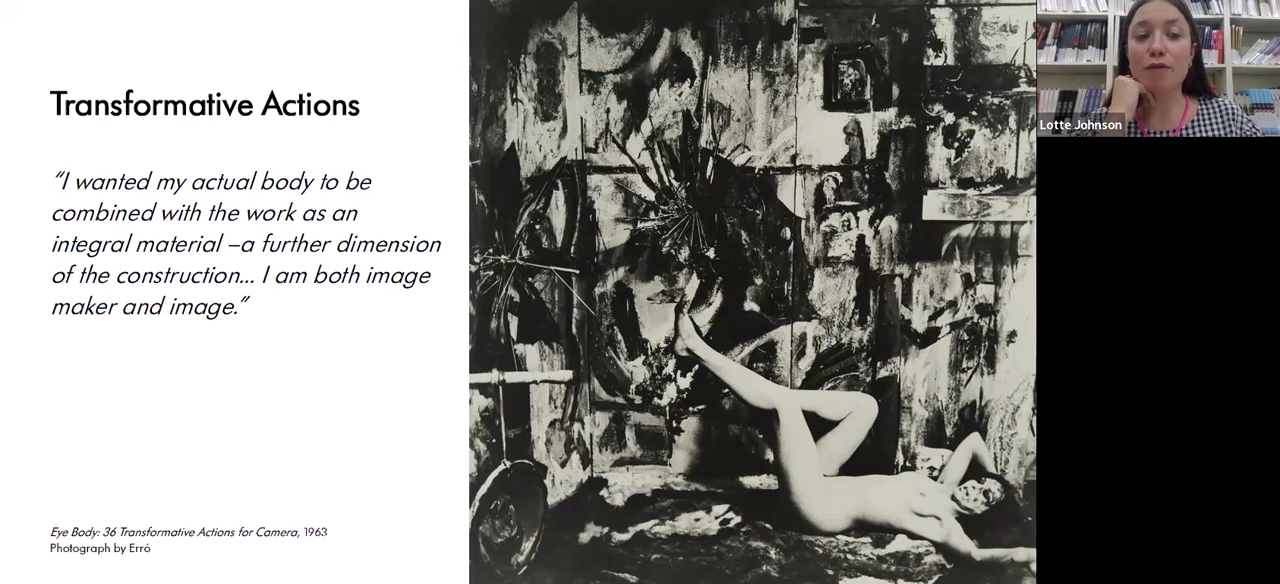 Transformative Actions
“I wanted my actual body to be
combined with the work as an
integral material –a further dimension
of the construction... I am both image
maker and image.”
Eye Body: 36 Transformative Actions for Camera, 1963
Photograph by Erró
Lotte Johnson